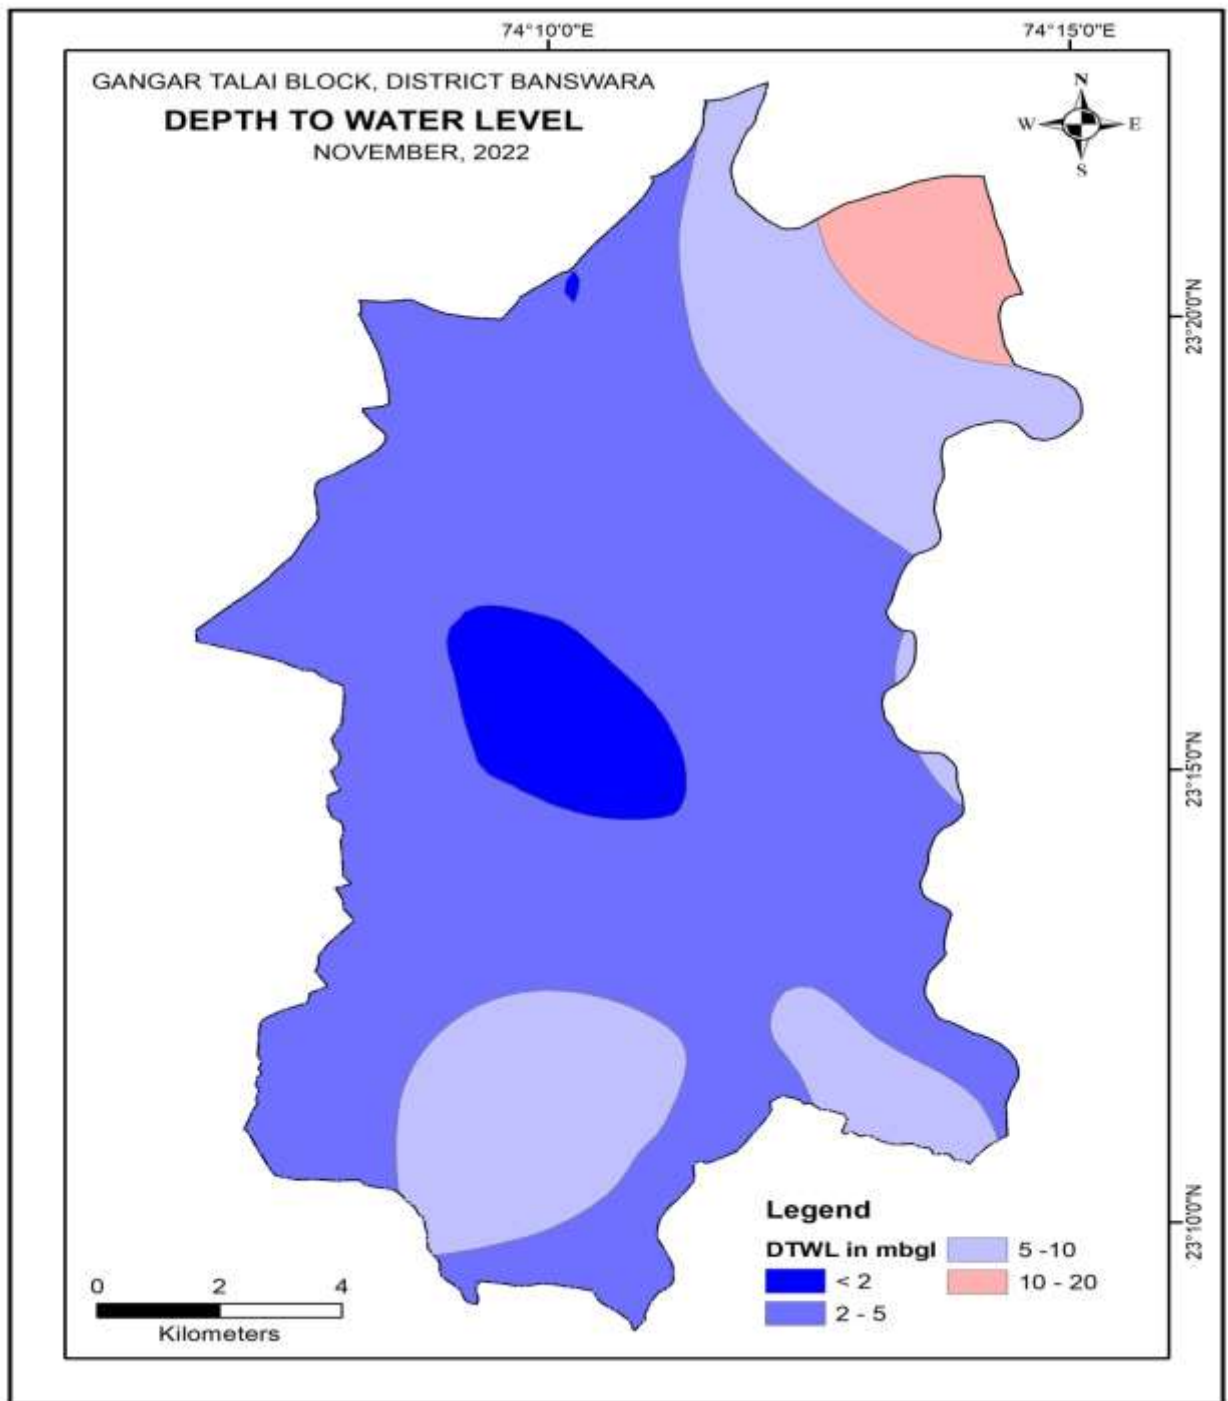 74°10'0"E
74°15'0"E
GANGAR TALAI BLOCK, DISTRICT BANSWARA
DEPTH TO WATER LEVEL
NOVEMBER, 2022
N
W
E
S
23°20'0"N
23°15'0"N
23°10'0"N
Legend
DTWL in mbgl
< 2
2 - 5
5 -10
10 - 20
0 2 4
Kilometers